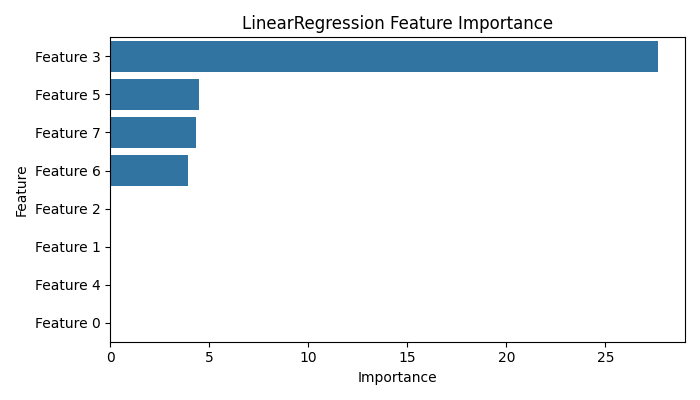 LinearRegression Feature Importance
Feature
Feature 3
Feature 5
Feature 7
Feature 6
Feature 2
Feature 1
Feature 4
Feature 0
0 5 10 15 20 25
Importance